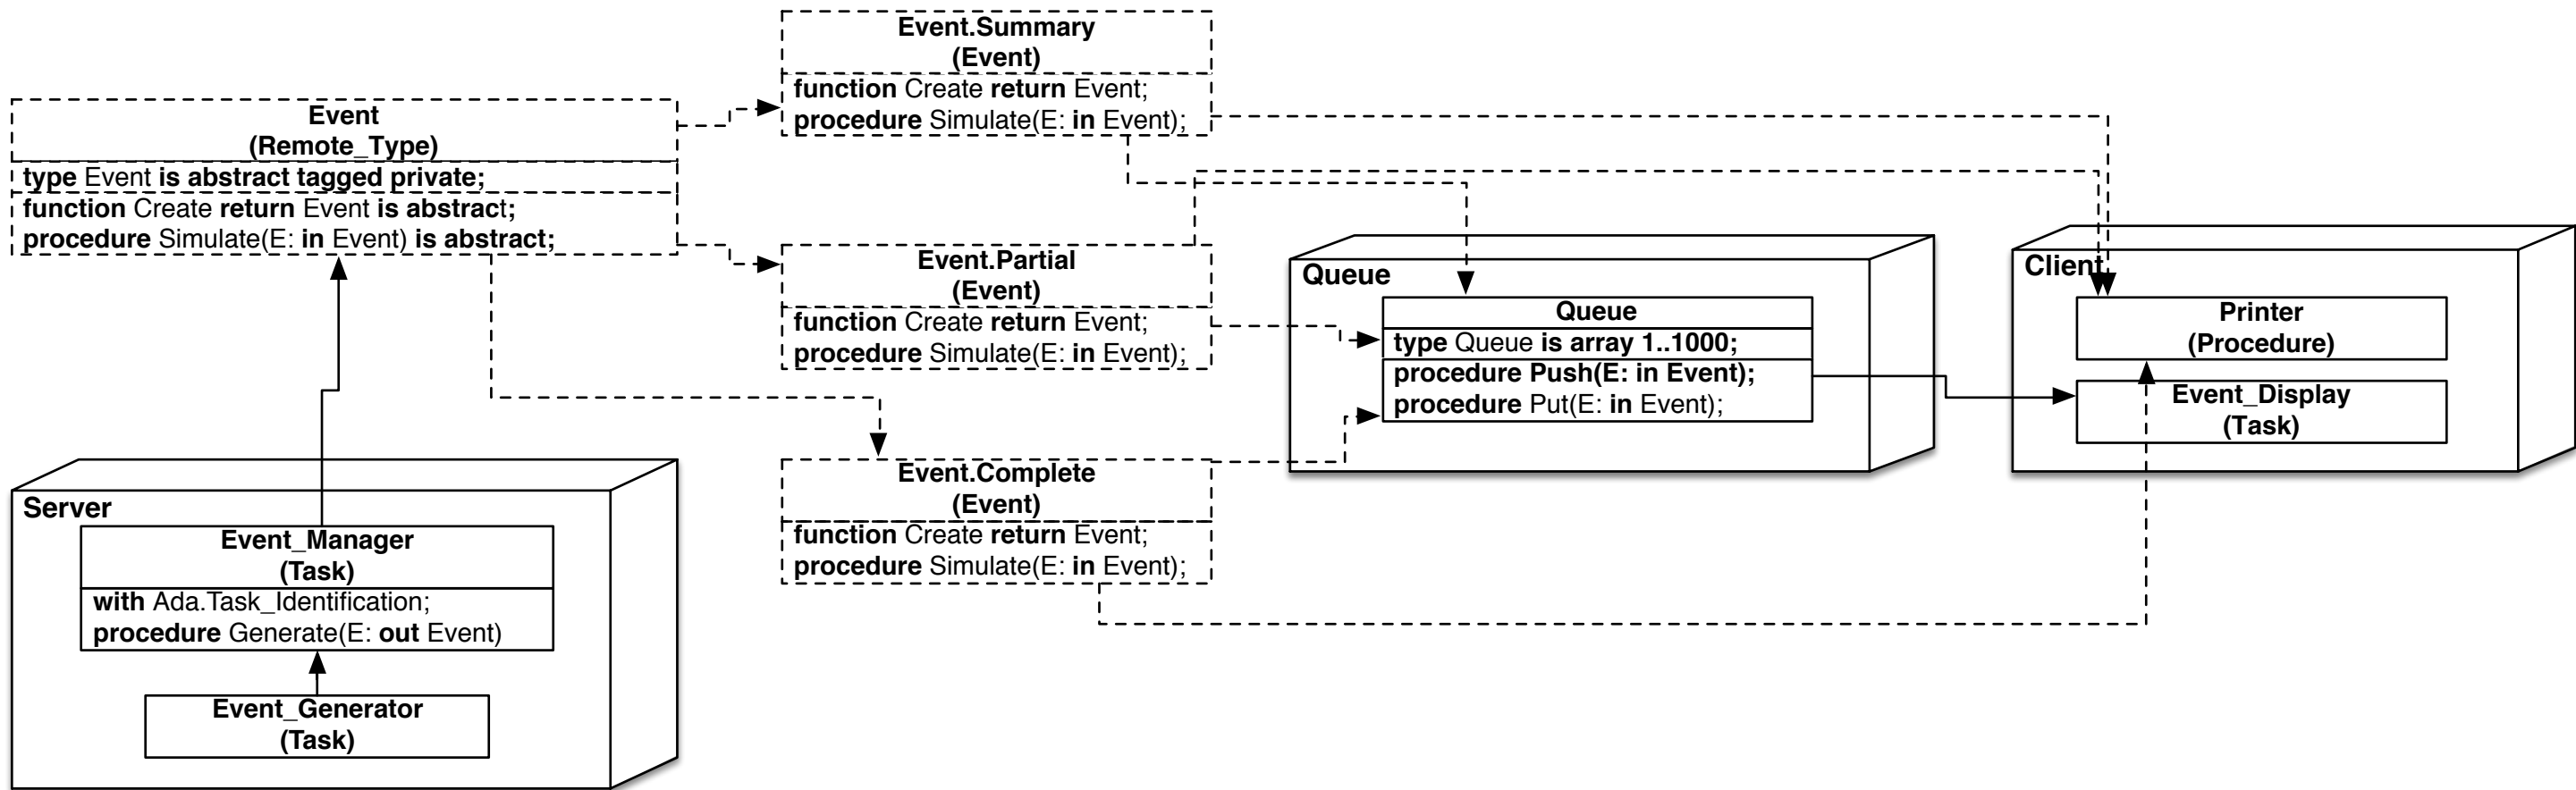 Event.Summary
(Event)
function Create return Event;
procedure Simulate(E: in Event);
Event
(Remote_Type)
type Event is abstract tagged private;
function Create return Event is abstract;
procedure Simulate(E: in Event) is abstract;
Event.Partial
(Event)
function Create return Event;
procedure Simulate(E: in Event);
Queue
Queue
type Queue is array 1..1000;
procedure Push(E: in Event);
procedure Put(E: in Event);
Client
Printer
(Procedure)
Event_Display
(Task)
Event.Complete
(Event)
function Create return Event;
procedure Simulate(E: in Event);
Server
Event_Manager
(Task)
with Ada.Task_Identification;
procedure Generate(E: out Event)
Event_Generator
(Task)